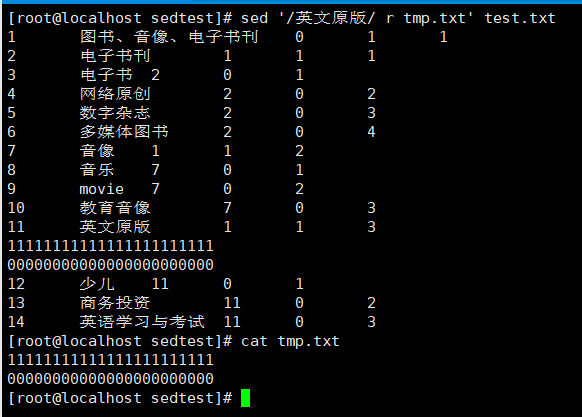 [root@localhost sedtest]# sed '/英文原版/ r tmp.txt' test.txt
1 图书、音像、电子书刊 0 1 1
2 电子书刊 1 1 1
3 电子书 2 0 1
4 网络原创 2 0 2
5 数字杂志 2 0 3
6 多媒体图书 2 0 4
7 音像 1 1 2
8 音乐 7 0 1
9 movie 7 0 2
10 教育音像 7 0 3
11 英文原版 1 1 3
11111111111111111111111
00000000000000000000000
12 少儿 11 0 1
13 商务投资 11 0 2
14 英语学习与考试 11 0 3
[root@localhost sedtest]# cat tmp.txt
11111111111111111111111
00000000000000000000000
[root@localhost sedtest]#